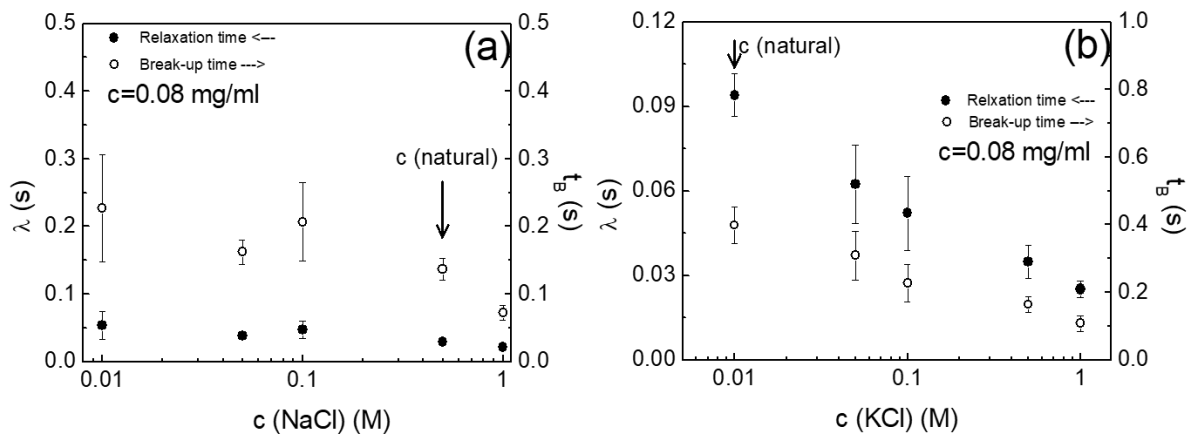 0.5
0.4
0.3
0.2
0.1
0.0
λ (s)
Relaxation time <---
Break-up time --->
c=0.08 mg/ml
(a)
c (natural)
0.5
0.4
0.3
0.2
0.1
0.0
t_B (s)
0.01
0.1
1
c (NaCl) (M)
0.12
0.09
0.06
0.03
0.00
λ (s)
c (natural)
(b)
Relxation time <---
Break-up time --->
c=0.08 mg/ml
1.0
0.8
0.6
0.4
0.2
0.0
t_B (s)
0.01
0.1
1
c (KCl) (M)